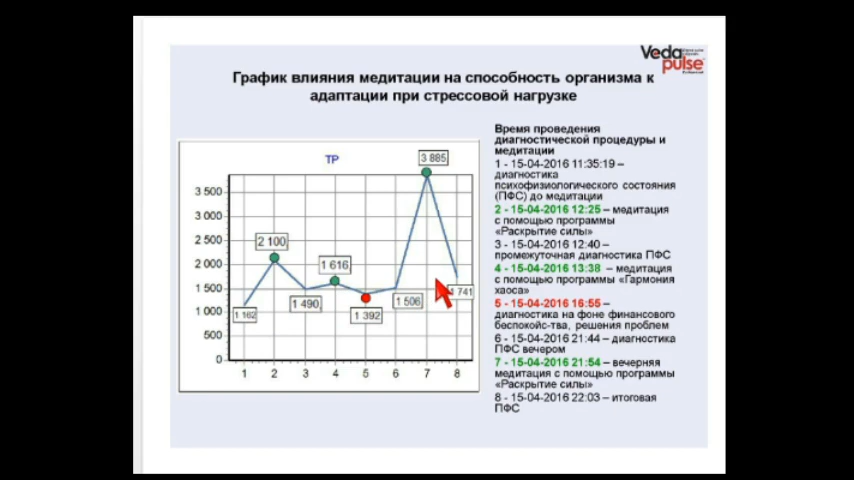 Veda
pulse
График влияния медитации на способность организма к
адаптации при стрессовой нагрузке
TP
3 885
3 500
3 000
2 500
2 000
1 500
1 000
500
0
2 100
1 616
1 162
1 490
1 392
1 506
1 741
1 2 3 4 5 6 7 8
Время проведения
диагностической процедуры и
медитации
1 - 15-04-2016 11:35:19 –
диагностика
психофизиологического состояния
(ПФС) до медитации
2 - 15-04-2016 12:25 – медитация
с помощью программы
«Раскрытие силы»
3 - 15-04-2016 12:40 –
промежуточная диагностика ПФС
4 - 15-04-2016 13:38 – медитация
с помощью программы «Гармония
хаоса»
5 - 15-04-2016 16:55 –
диагностика на фоне финансового
беспокойс-тва, решения проблем
6 - 15-04-2016 21:44 – диагностика
ПФС вечером
7 - 15-04-2016 21:54 – вечерняя
медитация с помощью программы
«Раскрытие силы»
8 - 15-04-2016 22:03 – итоговая
ПФС